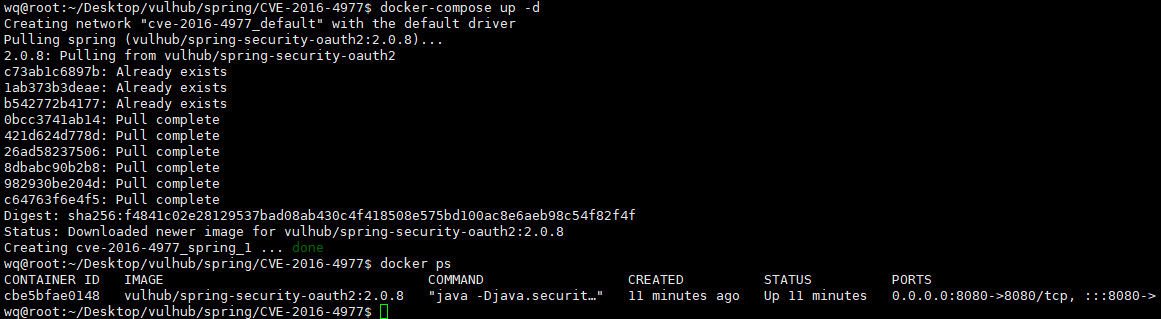 wq@root:~/Desktop/vulhub/spring/CVE-2016-4977$ docker-compose up -d
Creating network "cve-2016-4977_default" with the default driver
Pulling spring (vulhub/spring-security-oauth2:2.0.8)...
2.0.8: Pulling from vulhub/spring-security-oauth2
c73ab1c6897b: Already exists
1ab373b3deae: Already exists
b542772b4177: Already exists
0bcc3741ab14: Pull complete
421d624d778d: Pull complete
26ad58237506: Pull complete
8dbabc90b2b8: Pull complete
982930be204d: Pull complete
c64763f6e4f5: Pull complete
Digest: sha256:f4841c02e28129537bad08ab430c4f418508e575bd100ac8e6aeb98c54f82f4f
Status: Downloaded newer image for vulhub/spring-security-oauth2:2.0.8
Creating cve-2016-4977_spring_1 ... done
wq@root:~/Desktop/vulhub/spring/CVE-2016-4977$ docker ps
CONTAINER ID   IMAGE                                 COMMAND                  CREATED          STATUS          PORTS
cbe5bfae0148   vulhub/spring-security-oauth2:2.0.8   "java -Djava.securit…"   11 minutes ago   Up 11 minutes   0.0.0.0:8080->8080/tcp, :::8080->
wq@root:~/Desktop/vulhub/spring/CVE-2016-4977$